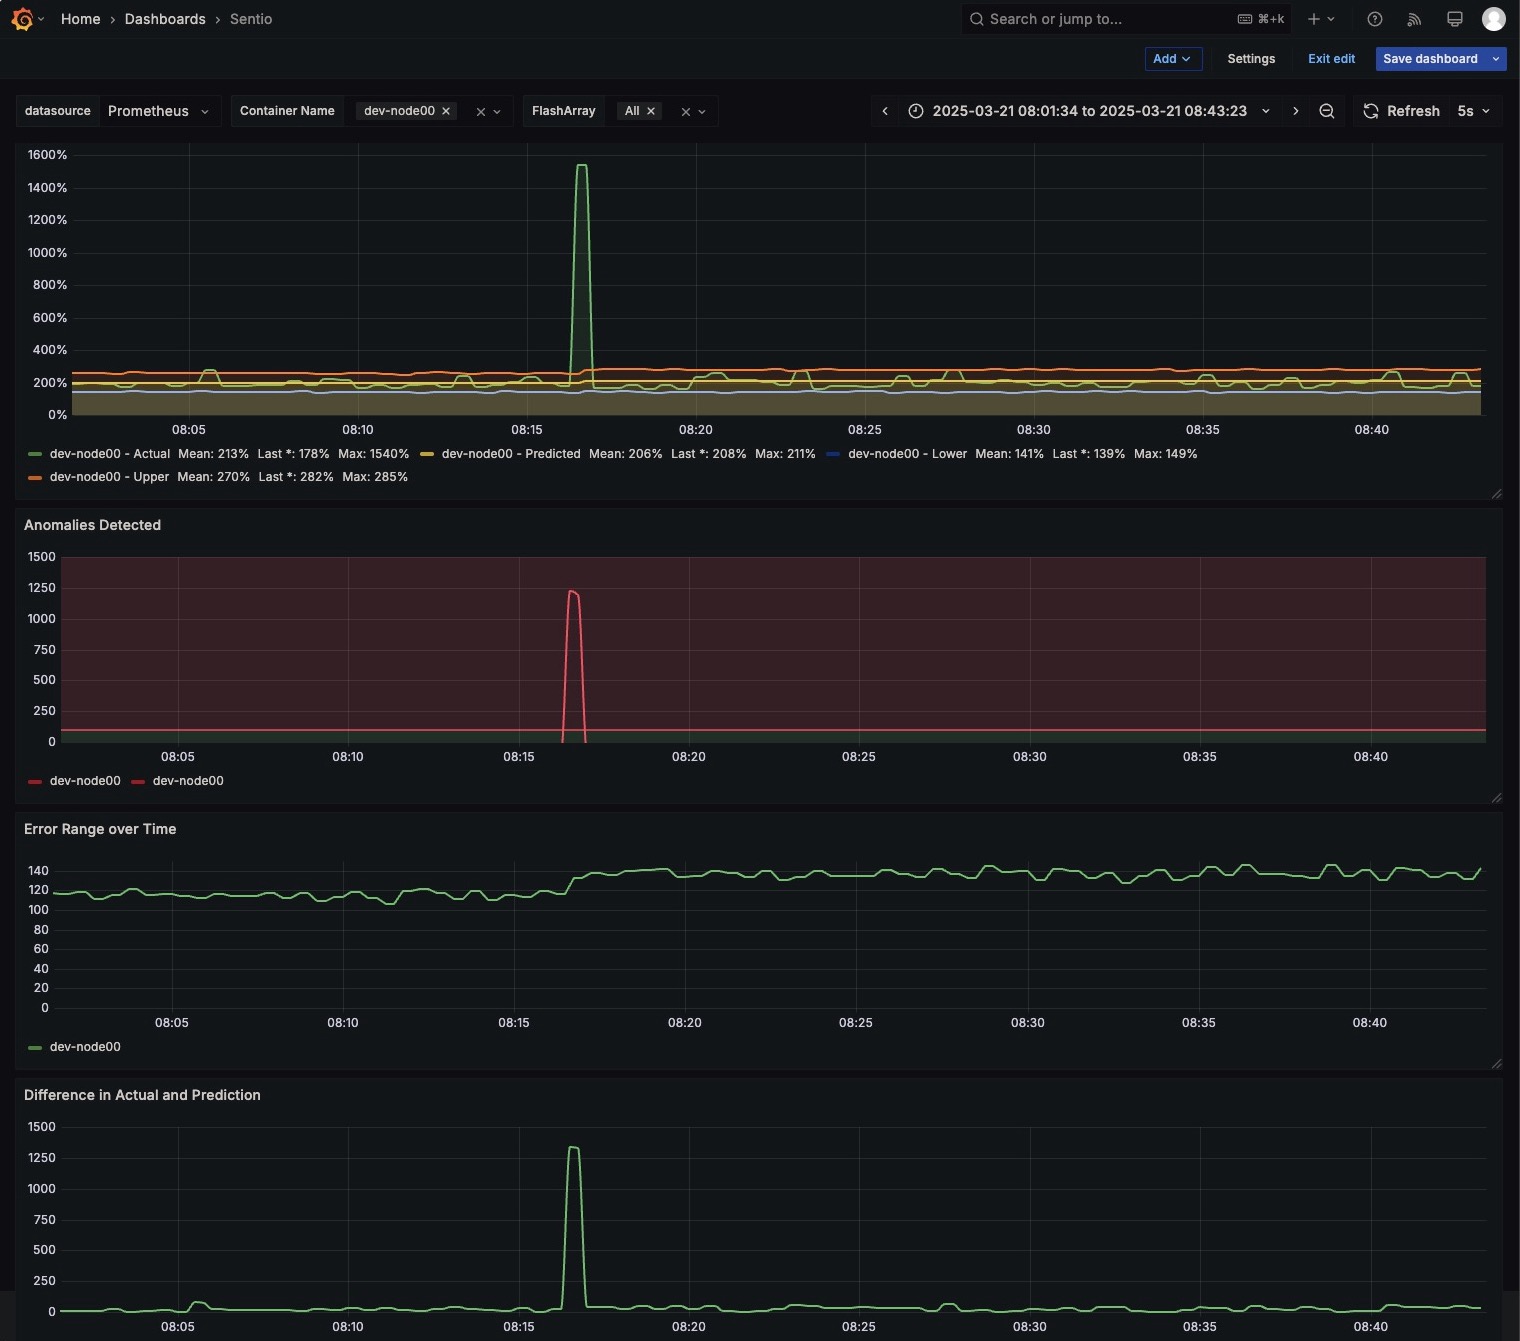 Home › Dashboards › Sentio
Search or jump to... ⌘+k
Add Settings Exit edit Save dashboard
datasource Prometheus Container Name dev-node00 × FlashArray All × 2025-03-21 08:01:34 to 2025-03-21 08:43:23 Refresh 5s
1600%
1400%
1200%
1000%
800%
600%
400%
200%
0%
08:05 08:10 08:15 08:20 08:25 08:30 08:35 08:40
dev-node00 - Actual Mean: 213% Last *: 178% Max: 1540% dev-node00 - Predicted Mean: 206% Last *: 208% Max: 211% dev-node00 - Lower Mean: 141% Last *: 139% Max: 149%
dev-node00 - Upper Mean: 270% Last *: 282% Max: 285%
Anomalies Detected
1500
1250
1000
750
500
250
0
08:05 08:10 08:15 08:20 08:25 08:30 08:35 08:40
dev-node00 dev-node00
Error Range over Time
140
120
100
80
60
40
20
0
08:05 08:10 08:15 08:20 08:25 08:30 08:35 08:40
dev-node00
Difference in Actual and Prediction
1500
1250
1000
750
500
250
0
08:05 08:10 08:15 08:20 08:25 08:30 08:35 08:40